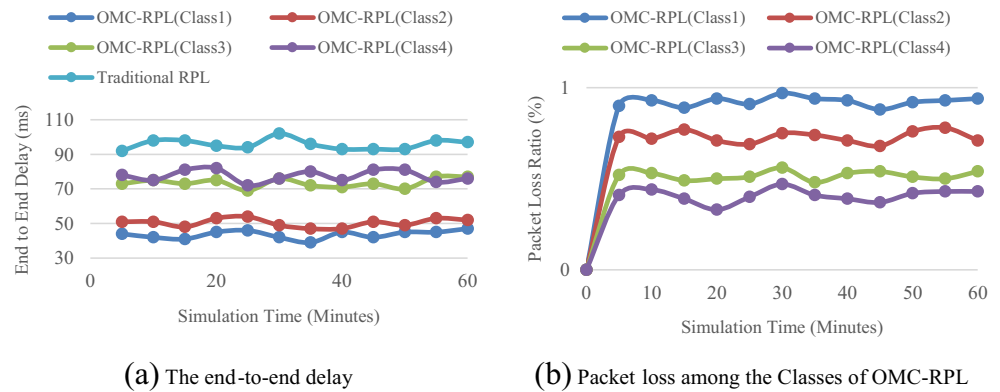 OMC-RPL(Class1) OMC-RPL(Class2)
OMC-RPL(Class3) OMC-RPL(Class4)
Traditional RPL
End to End Delay (ms)
110
90
70
50
30
0 20 40 60
Simulation Time (Minutes)
(a) The end-to-end delay
OMC-RPL(Class1) OMC-RPL(Class2)
OMC-RPL(Class3) OMC-RPL(Class4)
Packet Loss Ratio (%)
1
0
0 10 20 30 40 50 60
Simulation Time (Minutes)
(b) Packet loss among the Classes of OMC-RPL